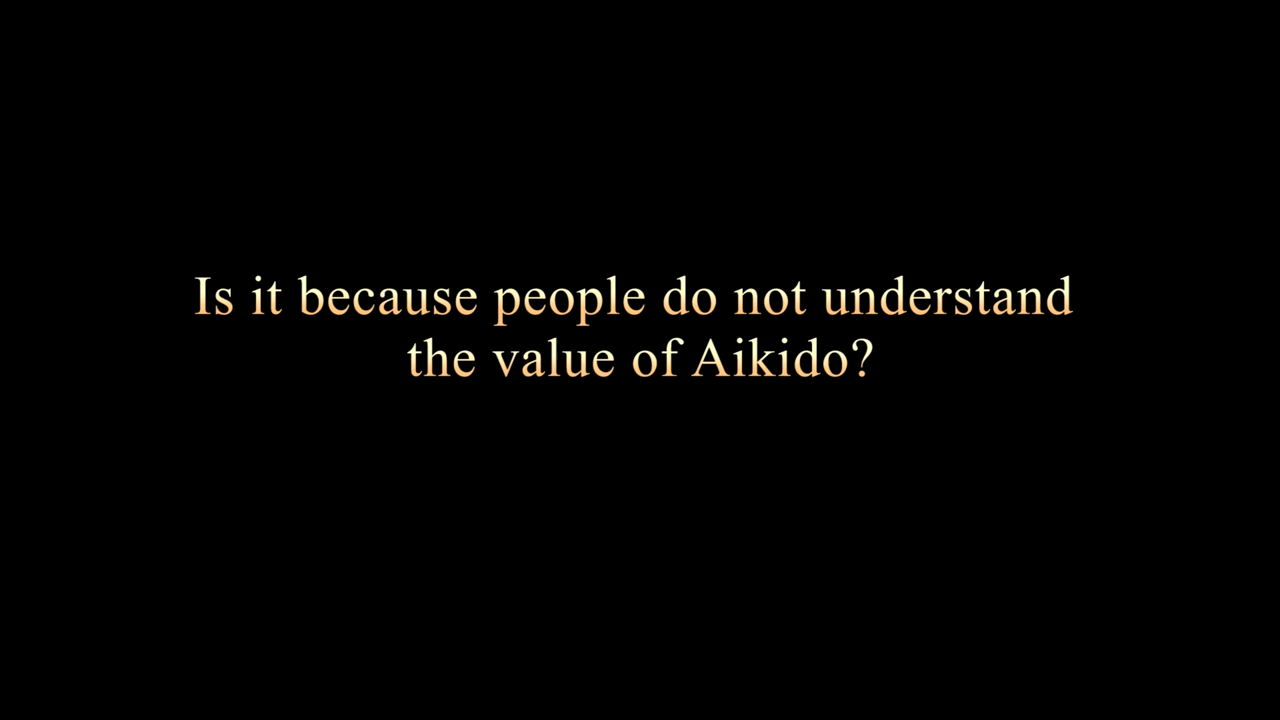 Is it because people do not understand
the value of Aikido?